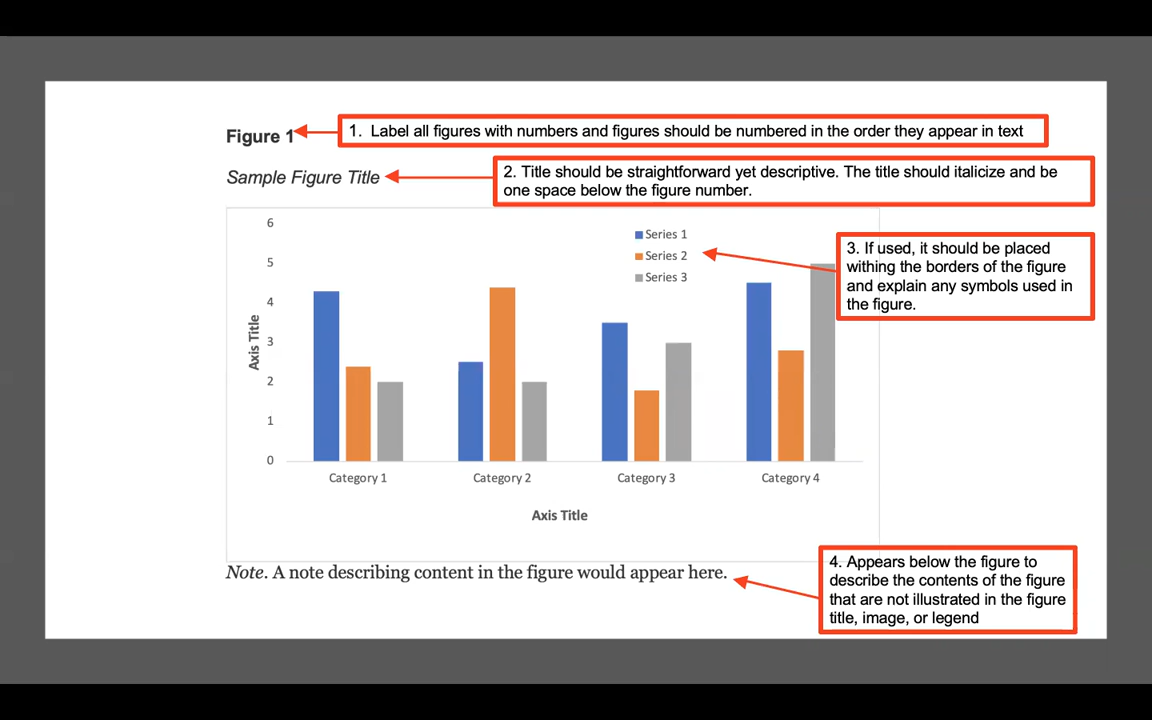 Figure 1
1. Label all figures with numbers and figures should be numbered in the order they appear in text
Sample Figure Title
2. Title should be straightforward yet descriptive. The title should italicize and be
one space below the figure number.
6
5
4
3
2
1
0
Axis Title
Series 1
Series 2
Series 3
3. If used, it should be placed
withing the borders of the figure
and explain any symbols used in
the figure.
Category 1
Category 2
Category 3
Category 4
Axis Title
Note. A note describing content in the figure would appear here.
4. Appears below the figure to
describe the contents of the figure
that are not illustrated in the figure
title, image, or legend